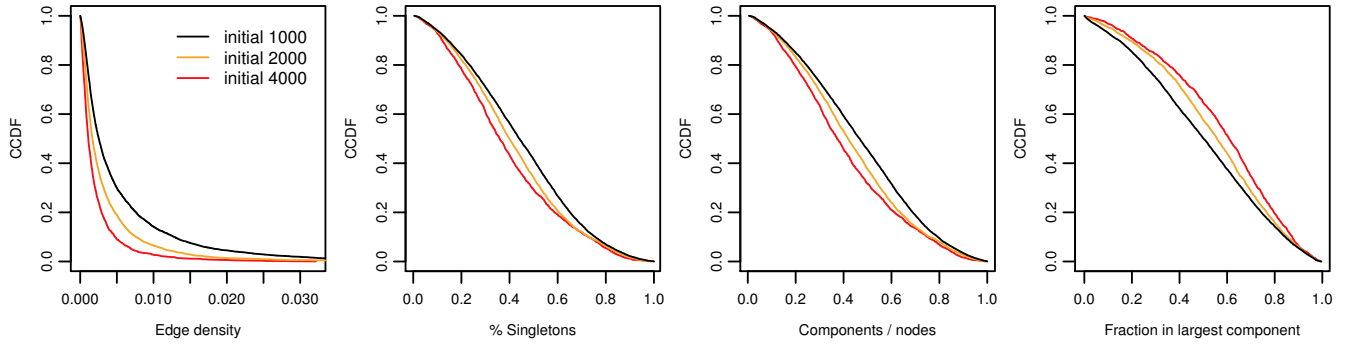 CCDF
1.0
0.8
0.6
0.4
0.2
0.0
initial 1000
initial 2000
initial 4000
0.000 0.010 0.020 0.030
Edge density
CCDF
1.0
0.8
0.6
0.4
0.2
0.0
0.0 0.2 0.4 0.6 0.8 1.0
% Singletons
CCDF
1.0
0.8
0.6
0.4
0.2
0.0
0.0 0.2 0.4 0.6 0.8 1.0
Components / nodes
CCDF
1.0
0.8
0.6
0.4
0.2
0.0
0.0 0.2 0.4 0.6 0.8 1.0
Fraction in largest component